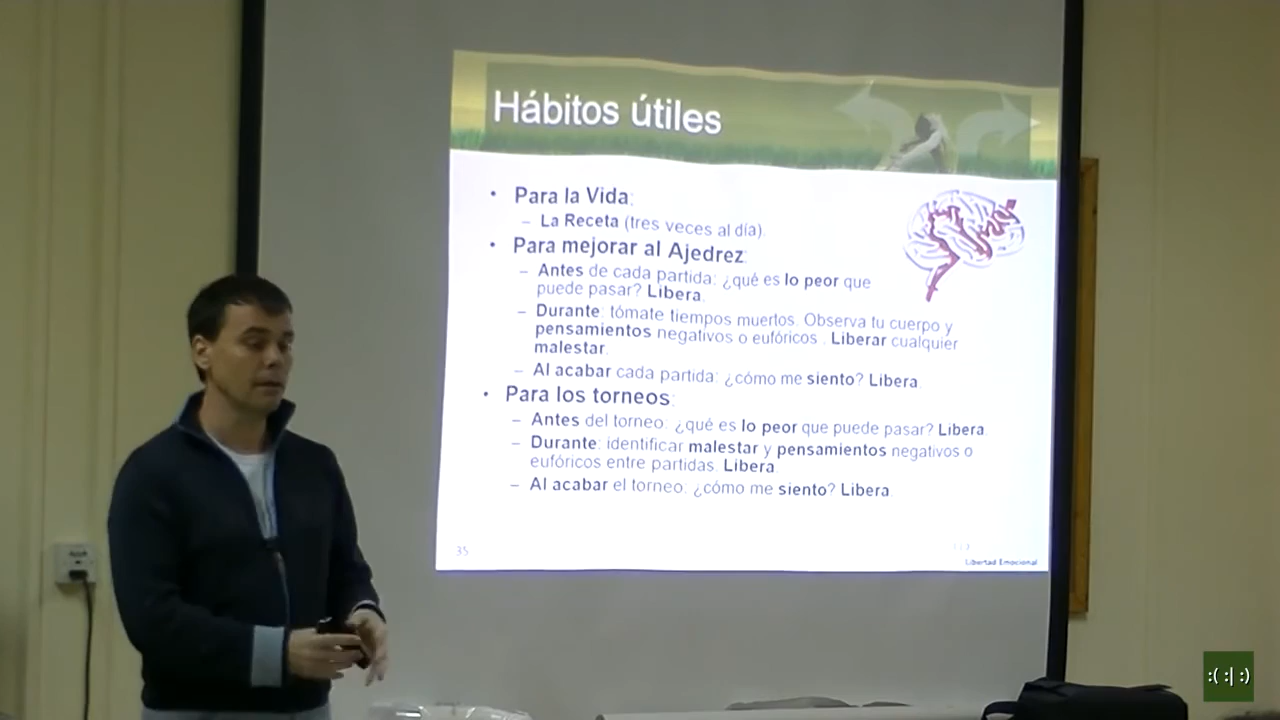 Hábitos útiles
• Para la Vida:
– La Receta (tres veces al día)
• Para mejorar al Ajedrez:
– Antes de cada partida: ¿qué es lo peor que
puede pasar? Libera.
– Durante: tómate tiempos muertos. Observa tu cuerpo y
pensamientos negativos o eufóricos . Liberar cualquier
malestar.
– Al acabar cada partida: ¿cómo me siento? Libera.
• Para los torneos:
– Antes del torneo: ¿qué es lo peor que puede pasar? Libera.
– Durante: identificar malestar y pensamientos negativos o
eufóricos entre partidas. Libera.
– Al acabar el torneo: ¿cómo me siento? Libera.
35
Libertad Emocional
:( :| :)